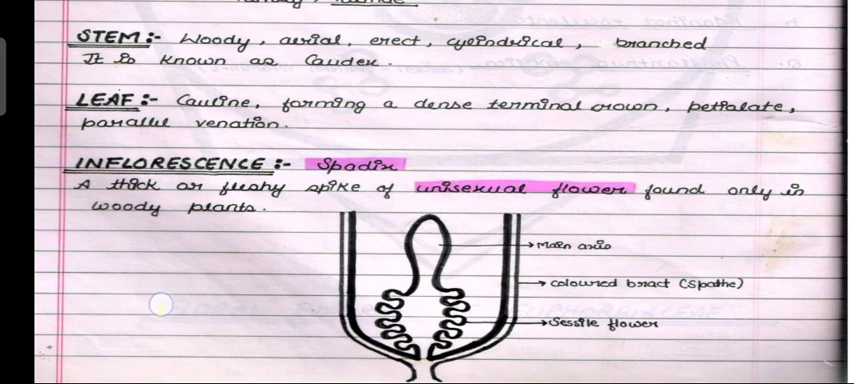 STEM :- Woody, aerial, erect, cylindrical, branched
It is known as Caudex.
LEAF :- Cauline, forming a dense terminal crown, petiolate,
parallel venation.
INFLORESCENCE :- Spadix
A thick or fleshy spike of unisexual flower found only in
woody plants.
Main axis
coloured bract (Spathe)
Sessile flower